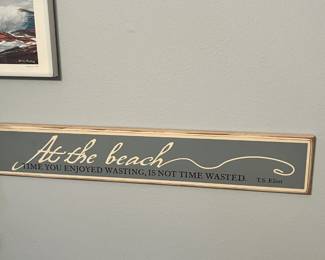 At the beach
TIME YOU ENJOYED WASTING, IS NOT TIME WASTED. T.S. Eliot